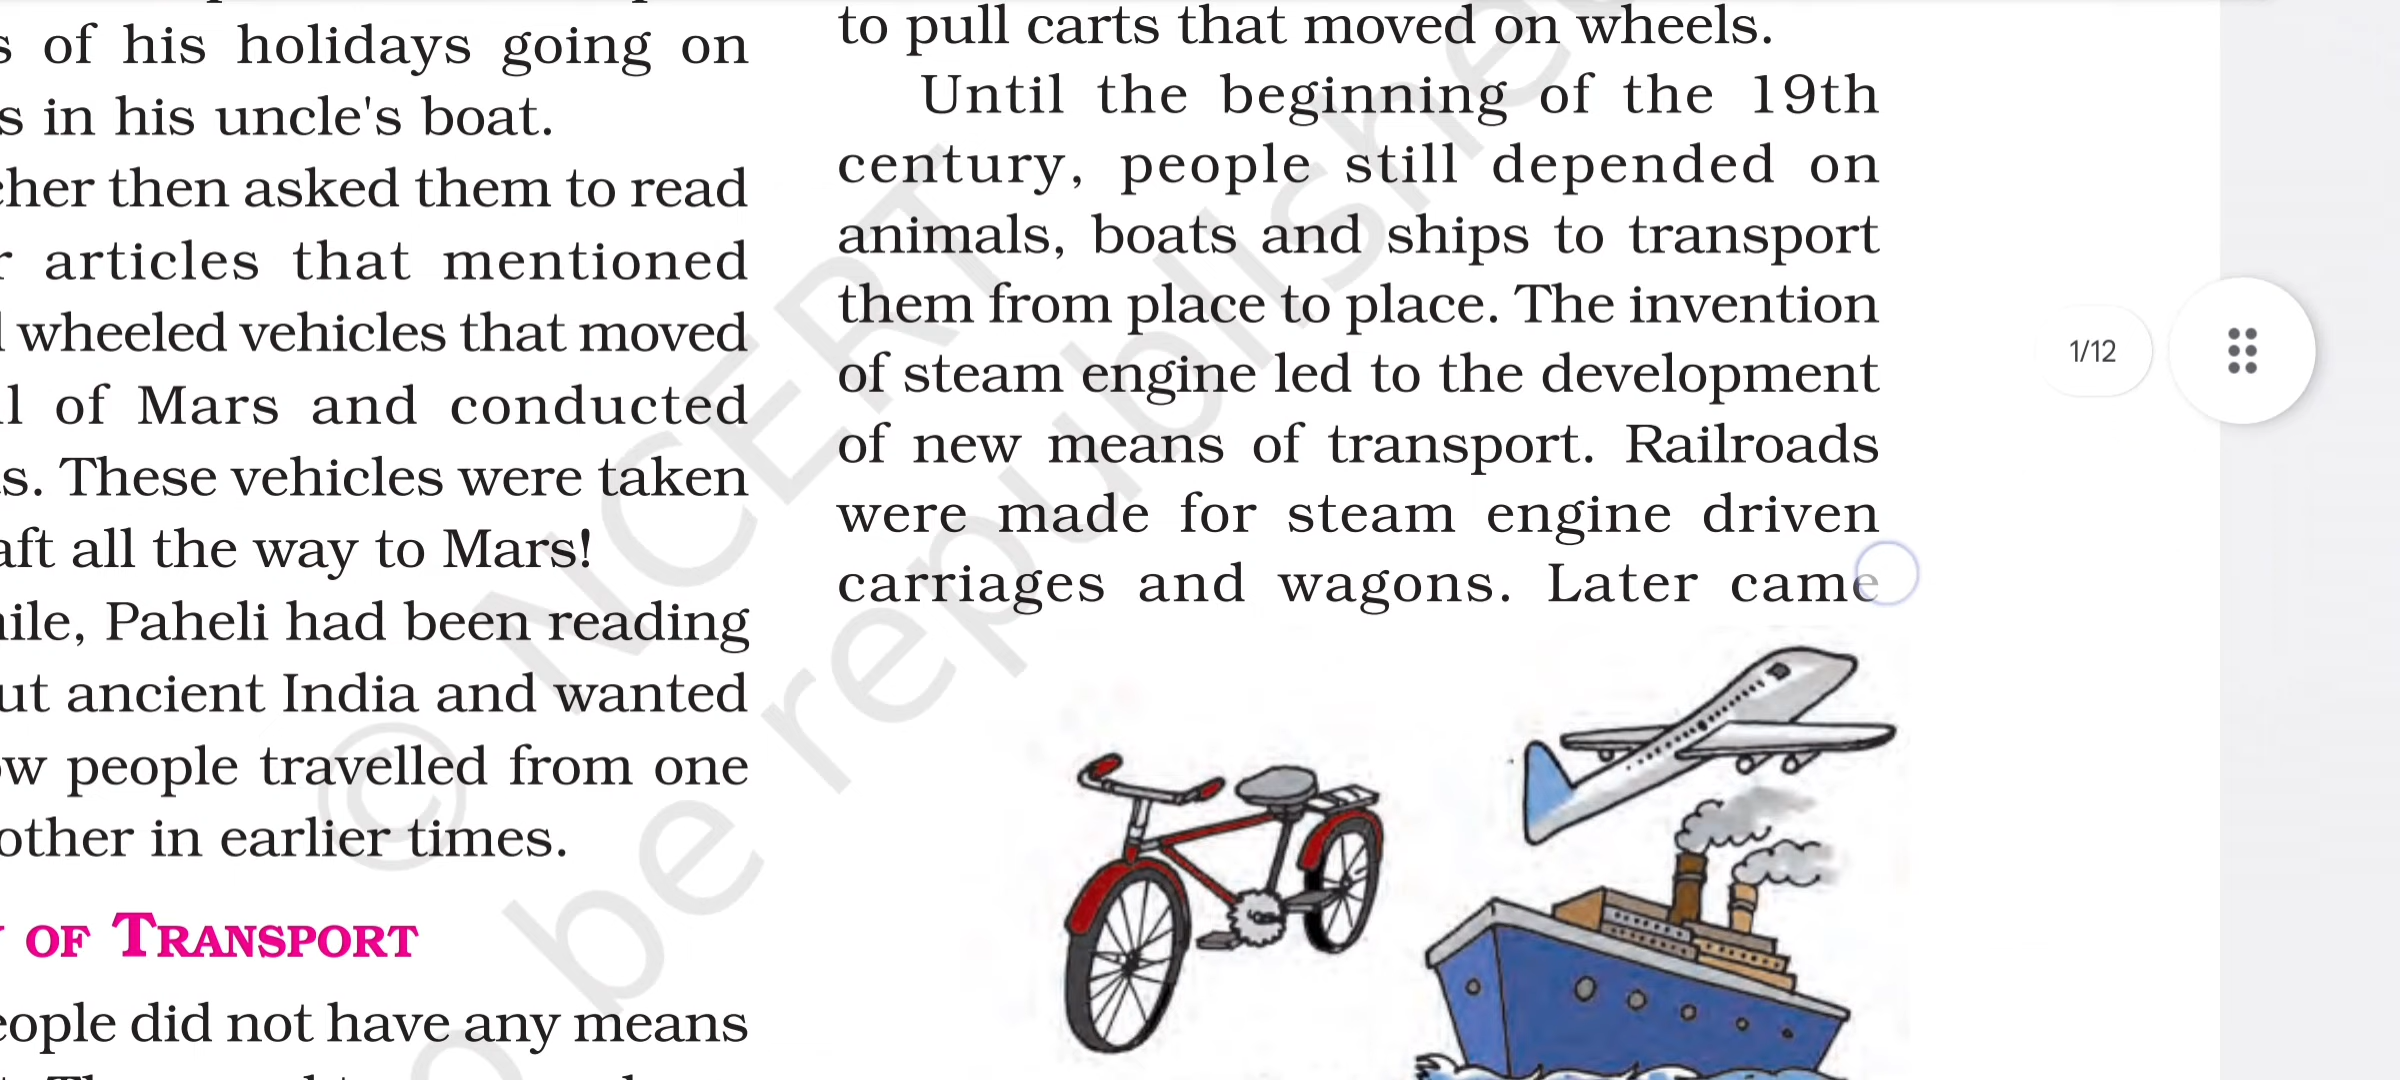 of his holidays going on
in his uncle's boat.
then asked them to read
articles that mentioned
wheeled vehicles that moved
of Mars and conducted
These vehicles were taken
all the way to Mars!
Paheli had been reading
ancient India and wanted
people travelled from one
other in earlier times.
OF TRANSPORT
did not have any means
to pull carts that moved on wheels.
Until the beginning of the 19th
century, people still depended on
animals, boats and ships to transport
them from place to place. The invention
of steam engine led to the development
of new means of transport. Railroads
were made for steam engine driven
carriages and wagons. Later came
1/12
© NCERT
be republished